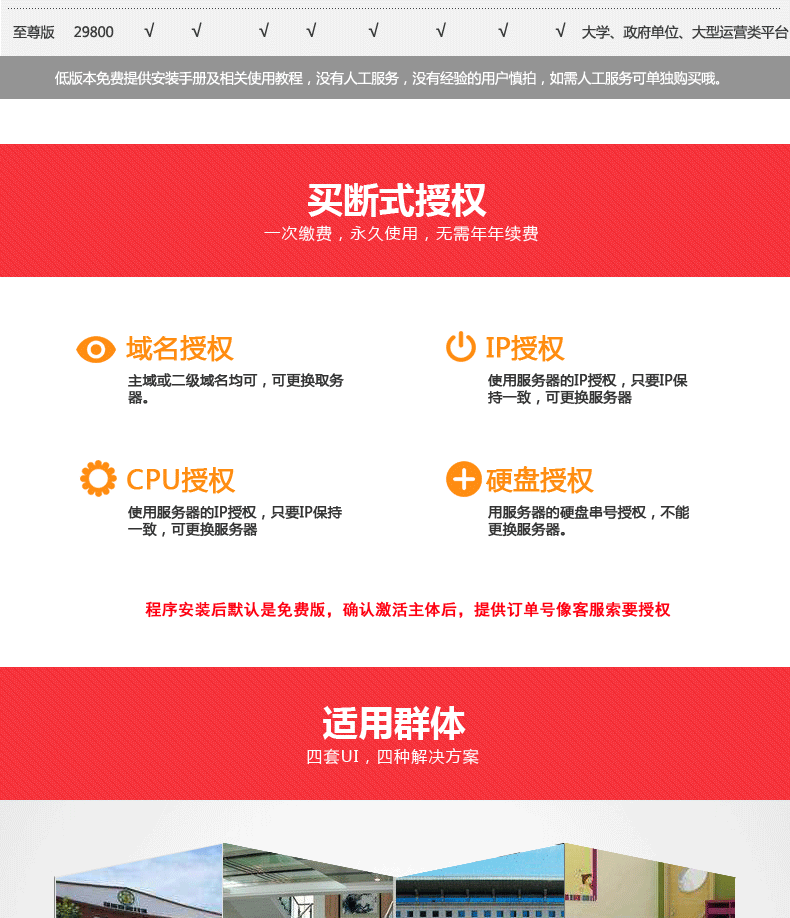 至尊版 29800 √ √ √ √ √ √ √ √ 大学、政府单位、大型运营类平台
低版本免费提供安装手册及相关使用教程，没有人工服务，没有经验的用户慎拍，如需人工服务可单独购买哦。
买断式授权
一次缴费，永久使用，无需年年续费
域名授权
主域或二级域名均可，可更换取务
器。
IP授权
使用服务器的IP授权，只要IP保
持一致，可更换服务器
CPU授权
使用服务器的IP授权，只要IP保持
一致，可更换服务器
硬盘授权
用服务器的硬盘串号授权，不能
更换服务器。
程序安装后默认是免费版，确认激活主体后，提供订单号像客服索要授权
适用群体
四套UI，四种解决方案